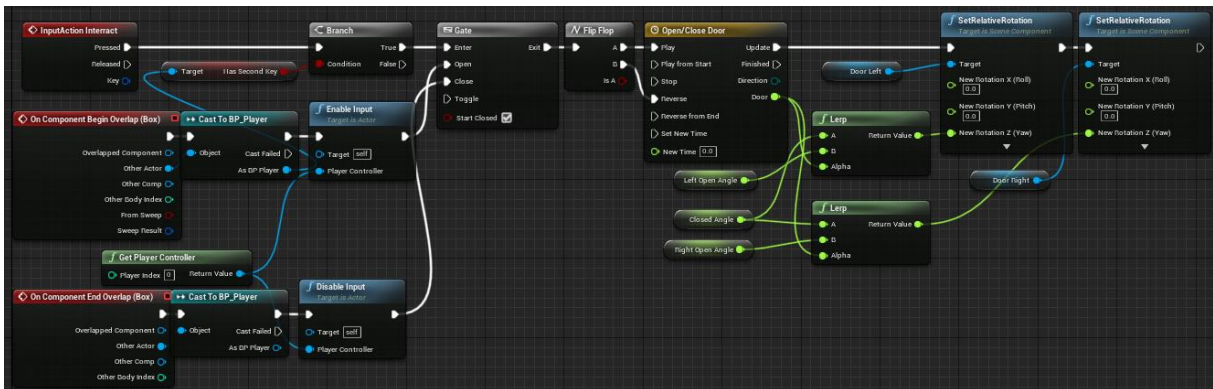 InputAction Interract
Pressed
Released
Key
Target
Has Second Key
Branch
True
Condition
False
Gate
Enter
Exit
Open
Close
Toggle
Start Closed
Flip Flop
A
B
Is A
Open/Close Door
Play
Update
Play from Start
Finished
Stop
Direction
Reverse
Door
Reverse from End
Set New Time
New Time 0.0
SetRelativeRotation
Target is Scene Component
Target
New Rotation X (Roll)
0.0
New Rotation Y (Pitch)
0.0
New Rotation Z (Yaw)
SetRelativeRotation
Target is Scene Component
Target
New Rotation X (Roll)
0.0
New Rotation Y (Pitch)
0.0
New Rotation Z (Yaw)
Door Left
Door Right
On Component Begin Overlap (Box)
Overlapped Component
Other Actor
Other Comp
Other Body Index
From Sweep
Sweep Result
Cast To BP_Player
Object
Cast Failed
As BP Player
Enable Input
Target is Actor
Target self
Player Controller
Lerp
A
Return Value
B
Alpha
Left Open Angle
Closed Angle
Right Open Angle
Lerp
A
Return Value
B
Alpha
Get Player Controller
Player Index 0
Return Value
On Component End Overlap (Box)
Overlapped Component
Other Actor
Other Comp
Other Body Index
Cast To BP_Player
Object
Cast Failed
As BP Player
Disable Input
Target is Actor
Target self
Player Controller